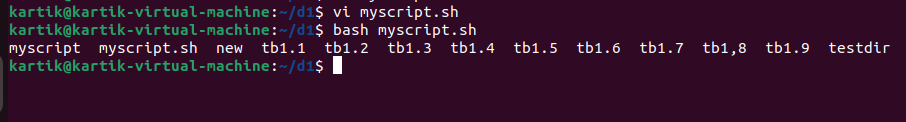 kartik@kartik-virtual-machine:~/d1$ vi myscript.sh
kartik@kartik-virtual-machine:~/d1$ bash myscript.sh
myscript  myscript.sh  new  tb1.1  tb1.2  tb1.3  tb1.4  tb1.5  tb1.6  tb1.7  tb1,8  tb1.9  testdir
kartik@kartik-virtual-machine:~/d1$